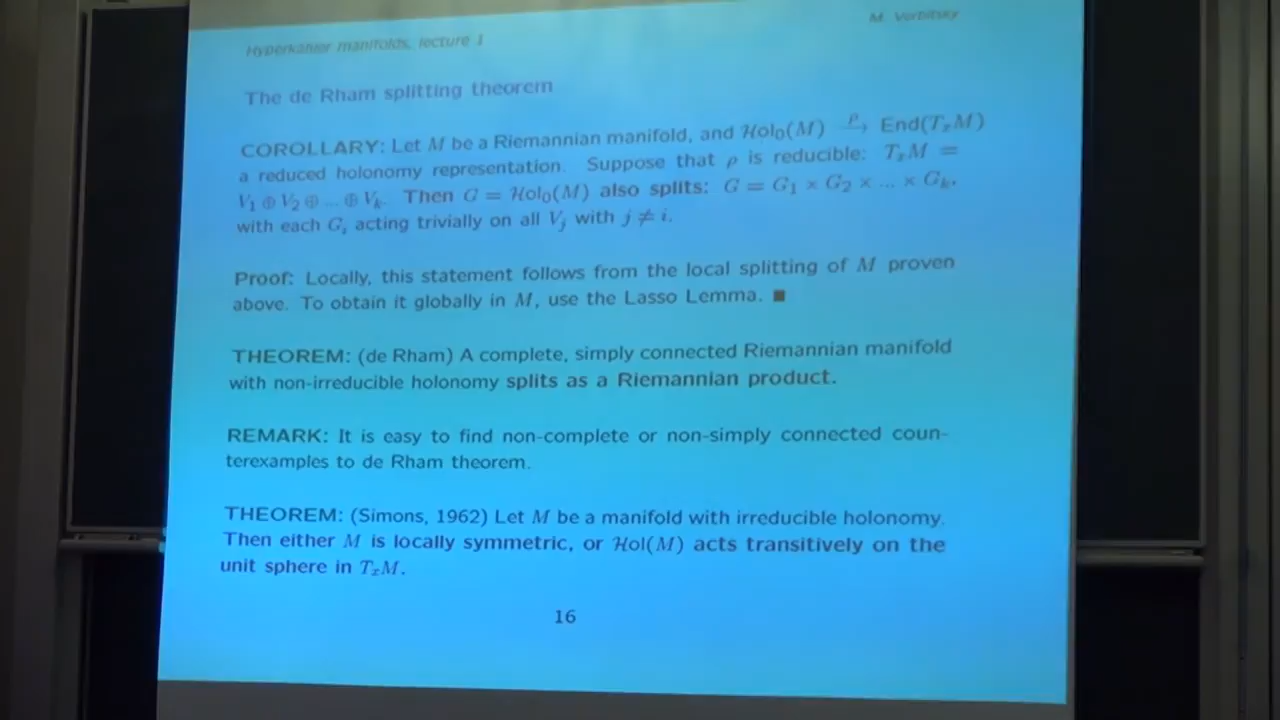 Hyperkähler manifolds, lecture 1
M. Verbitsky
The de Rham splitting theorem
COROLLARY: Let M be a Riemannian manifold, and ℋol₀(M) →^ρ End(TₓM)
a reduced holonomy representation. Suppose that ρ is reducible: TₓM =
V₁ ⊕ V₂ ⊕ ... ⊕ Vₖ. Then G = ℋol₀(M) also splits: G = G₁ × G₂ × ... × Gₖ,
with each Gᵢ acting trivially on all Vⱼ with j ≠ i.
Proof: Locally, this statement follows from the local splitting of M proven
above. To obtain it globally in M, use the Lasso Lemma. ■
THEOREM: (de Rham) A complete, simply connected Riemannian manifold
with non-irreducible holonomy splits as a Riemannian product.
REMARK: It is easy to find non-complete or non-simply connected coun-
terexamples to de Rham theorem.
THEOREM: (Simons, 1962) Let M be a manifold with irreducible holonomy.
Then either M is locally symmetric, or ℋol(M) acts transitively on the
unit sphere in TₓM.
16